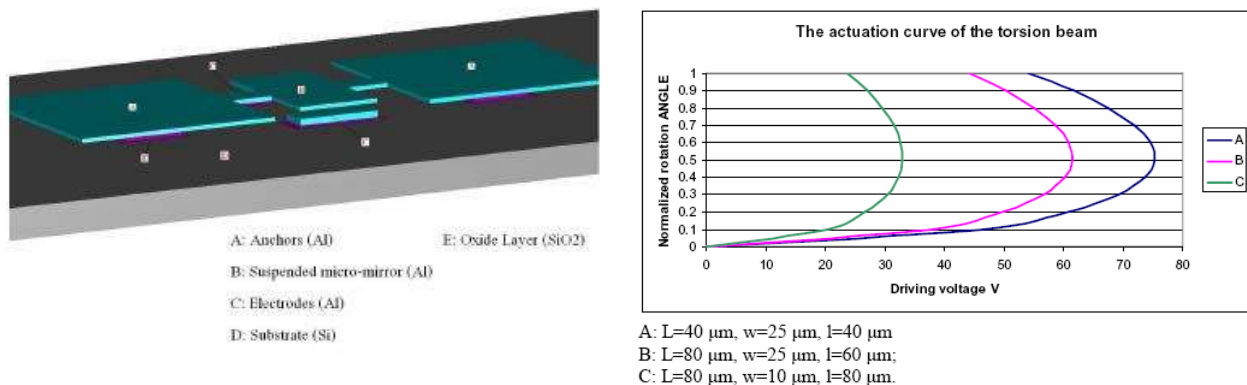 C
A
B
A
C
E
D
A: Anchors (Al)
E: Oxide Layer (SiO2)
B: Suspended micro-mirror (Al)
C: Electrodes (Al)
D: Substrate (Si)
The actuation curve of the torsion beam
Normalized rotation ANGLE
1
0.9
0.8
0.7
0.6
0.5
0.4
0.3
0.2
0.1
0
0 10 20 30 40 50 60 70 80
Driving voltage V
A
B
C
A: L=40 μm, w=25 μm, l=40 μm
B: L=80 μm, w=25 μm, l=60 μm;
C: L=80 μm, w=10 μm, l=80 μm.